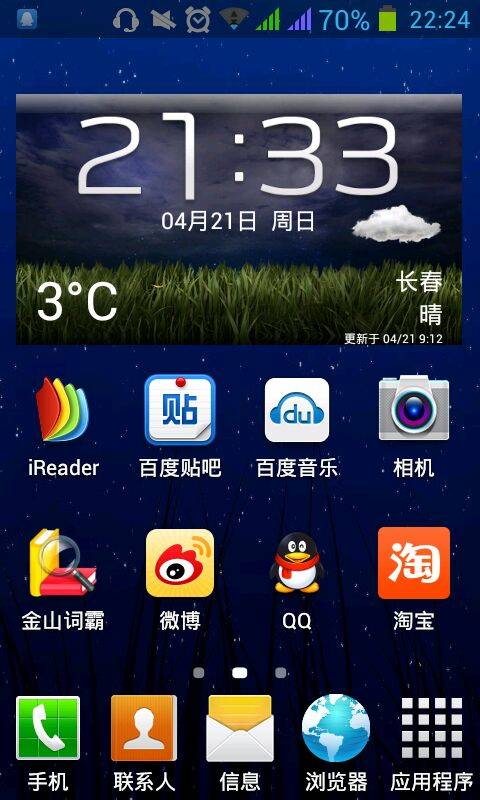 70% 22:24
21:33
04月21日 周日
3°C
长春
晴
更新于 04/21 9:12
贴
du
iReader 百度贴吧 百度音乐 相机
淘
金山词霸 微博 QQ 淘宝
手机 联系人 信息 浏览器 应用程序